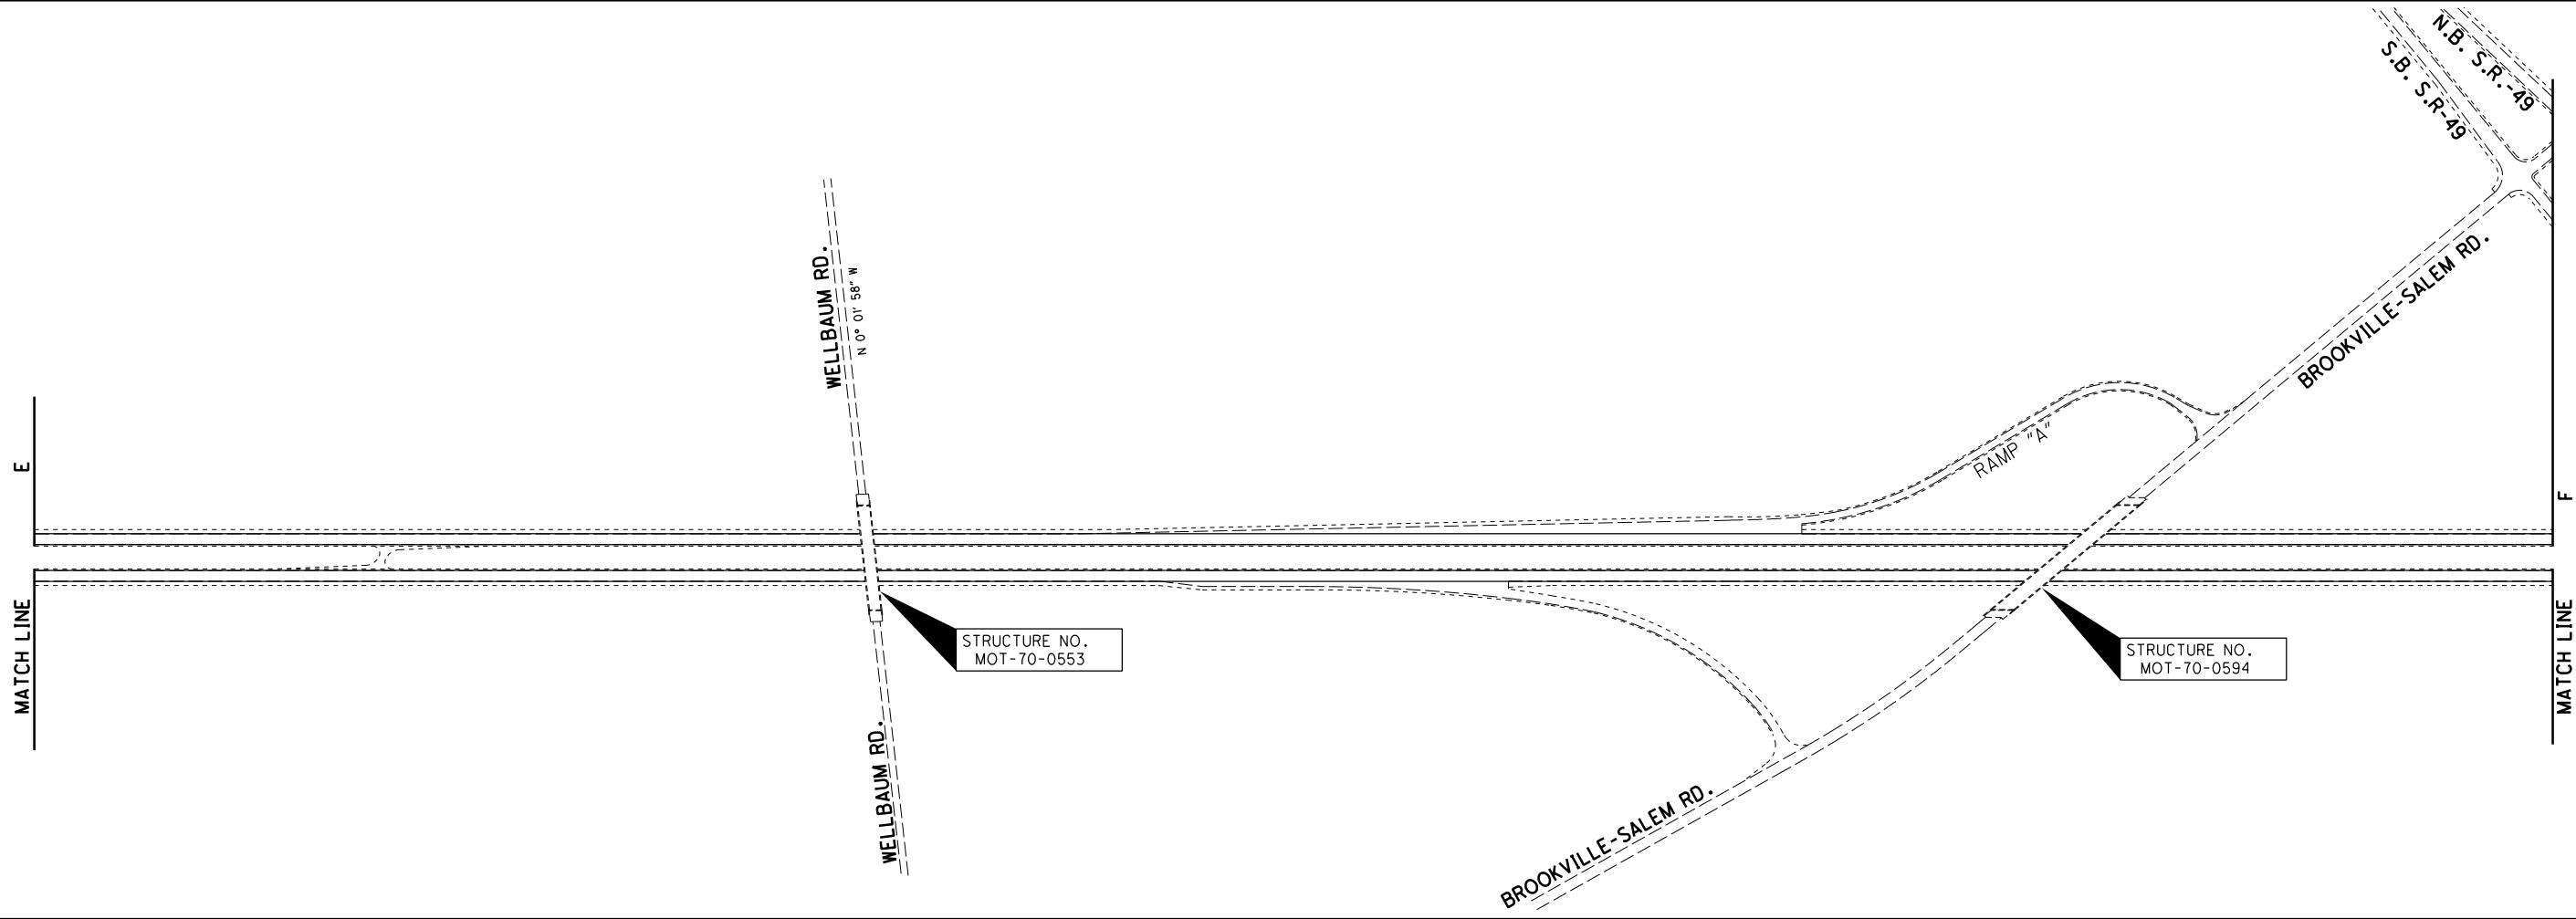 N.B. S.R.-49
S.B. S.R-49
WELLBAUM RD.
N 0° 01' 58" W
BROOKVILLE-SALEM RD.
RAMP "A"
E
F
MATCH LINE
MATCH LINE
STRUCTURE NO.
MOT-70-0553
STRUCTURE NO.
MOT-70-0594
WELLBAUM RD.
BROOKVILLE-SALEM RD.